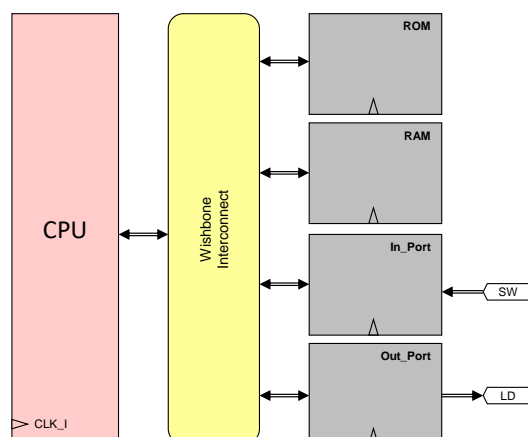 ROM
RAM
CPU
Wishbone
Interconnect
In_Port
SW
Out_Port
LD
CLK_I